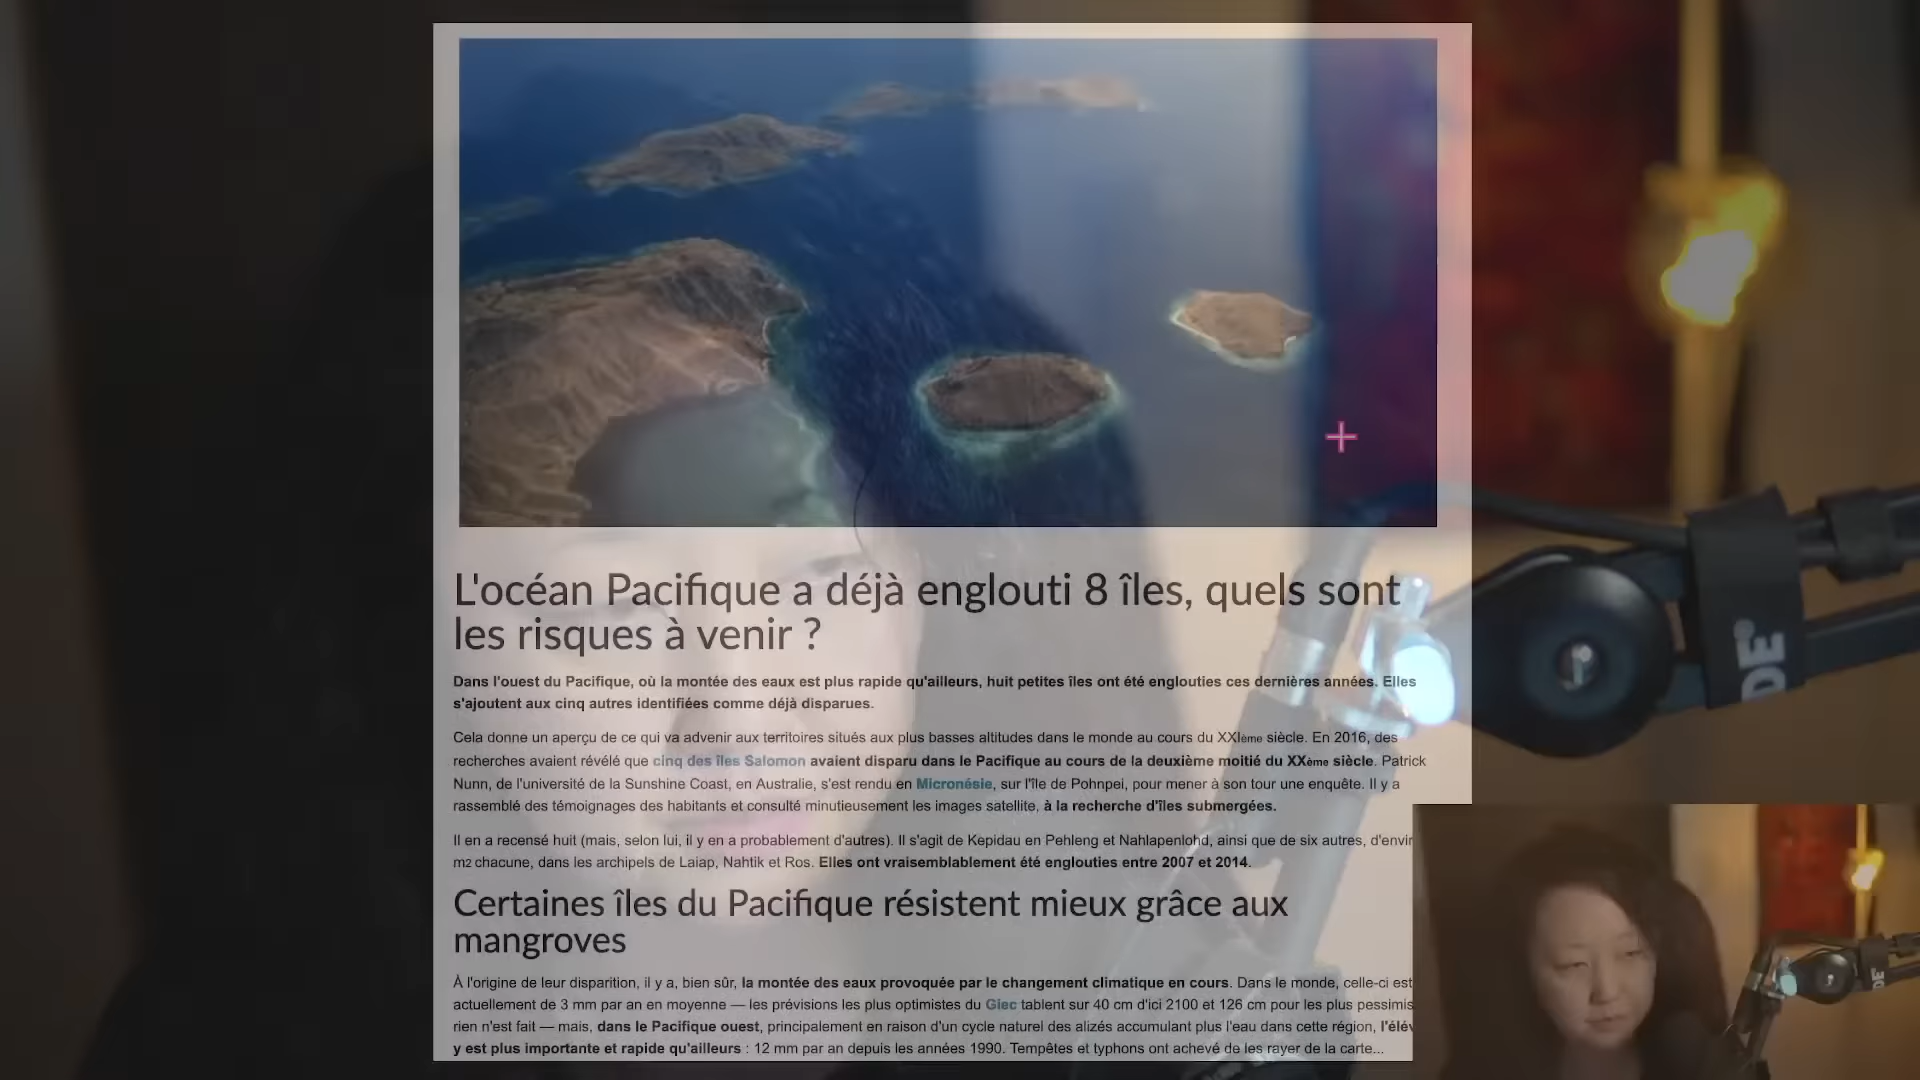 L'océan Pacifique a déjà englouti 8 îles, quels sont
les risques à venir ?
Dans l'ouest du Pacifique, où la montée des eaux est plus rapide qu'ailleurs, huit petites îles ont été englouties ces dernières années. Elles
s'ajoutent aux cinq autres identifiées comme déjà disparues.
Cela donne un aperçu de ce qui va advenir aux territoires situés aux plus basses altitudes dans le monde au cours du XXIème siècle. En 2016, des
recherches avaient révélé que cinq des îles Salomon avaient disparu dans le Pacifique au cours de la deuxième moitié du XXème siècle. Patrick
Nunn, de l'université de la Sunshine Coast, en Australie, s'est rendu en Micronésie, sur l'île de Pohnpei, pour mener à son tour une enquête. Il y a
rassemblé des témoignages des habitants et consulté minutieusement les images satellite, à la recherche d'îles submergées.
Il en a recensé huit (mais, selon lui, il y en a probablement d'autres). Il s'agit de Kepidau en Pehleng et Nahlapenlohd, ainsi que de six autres,
m2 chacune, dans les archipels de Laiap, Nahtik et Ros. Elles ont vraisemblablement été englouties entre 2007 et 2014.
Certaines îles du Pacifique résistent mieux grâce aux
mangroves
À l'origine de leur disparition, il y a, bien sûr, la montée des eaux provoquée par le changement climatique en cours. Dans le monde, celle-ci est
actuellement de 3 mm par an en moyenne — les prévisions les plus optimistes du Giec tablent sur 40 cm d'ici 2100 et 126 cm pour les plus
rien n'est fait — mais, dans le Pacifique ouest, principalement en raison d'un cycle naturel des alizés accumulant plus l'eau dans cette région,
y est plus importante et rapide qu'ailleurs : 12 mm par an depuis les années 1990. Tempêtes et typhons ont achevé de les rayer de la carte...
DE